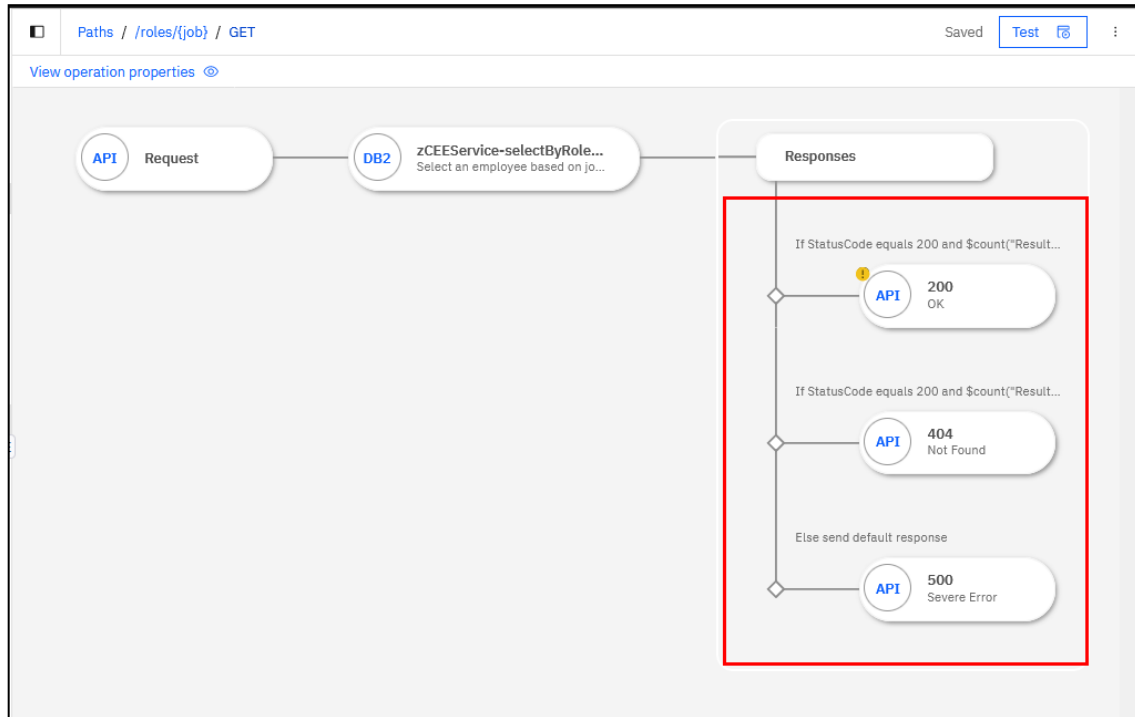 Paths / /roles/{job} / GET
Saved
Test
View operation properties
API
Request
DB2
zCEEService-selectByRole...
Select an employee based on jo...
Responses
If StatusCode equals 200 and $count("Result...
API
200
OK
If StatusCode equals 200 and $count("Result...
API
404
Not Found
Else send default response
API
500
Severe Error